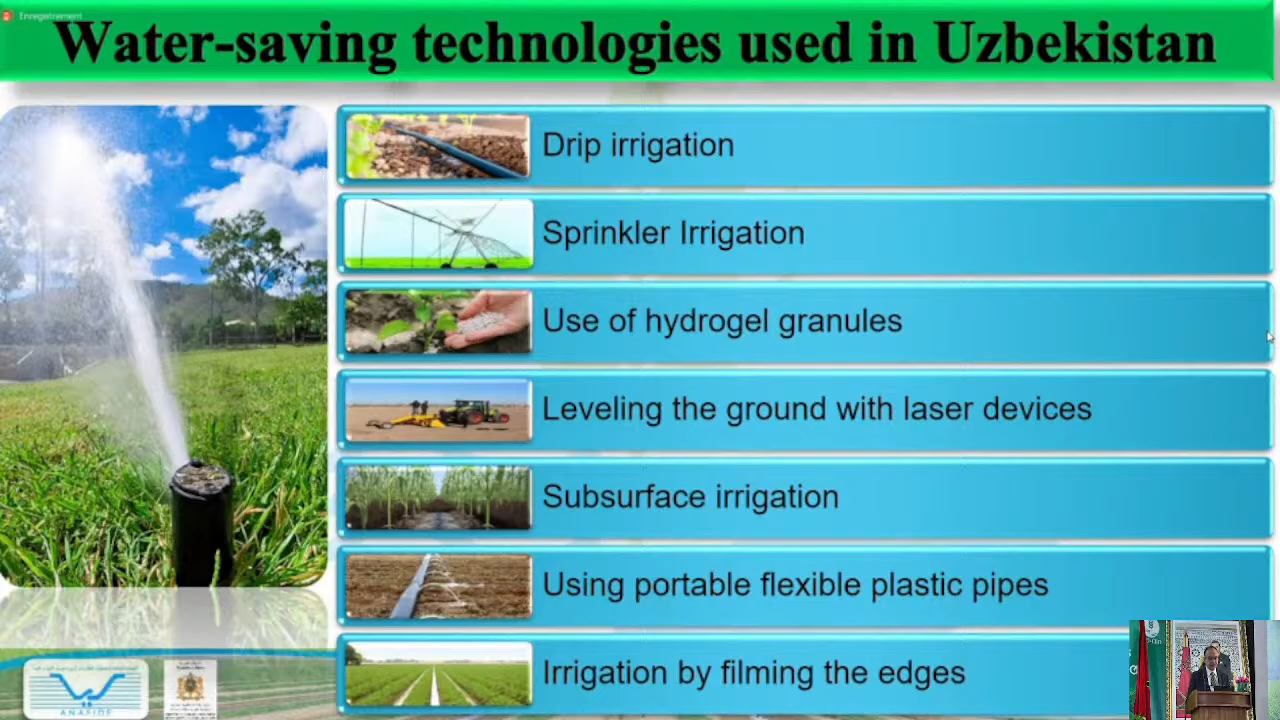 Enregistrement
Water-saving technologies used in Uzbekistan
Drip irrigation
Sprinkler Irrigation
Use of hydrogel granules
Leveling the ground with laser devices
Subsurface irrigation
Using portable flexible plastic pipes
Irrigation by filming the edges
ANAFIDE